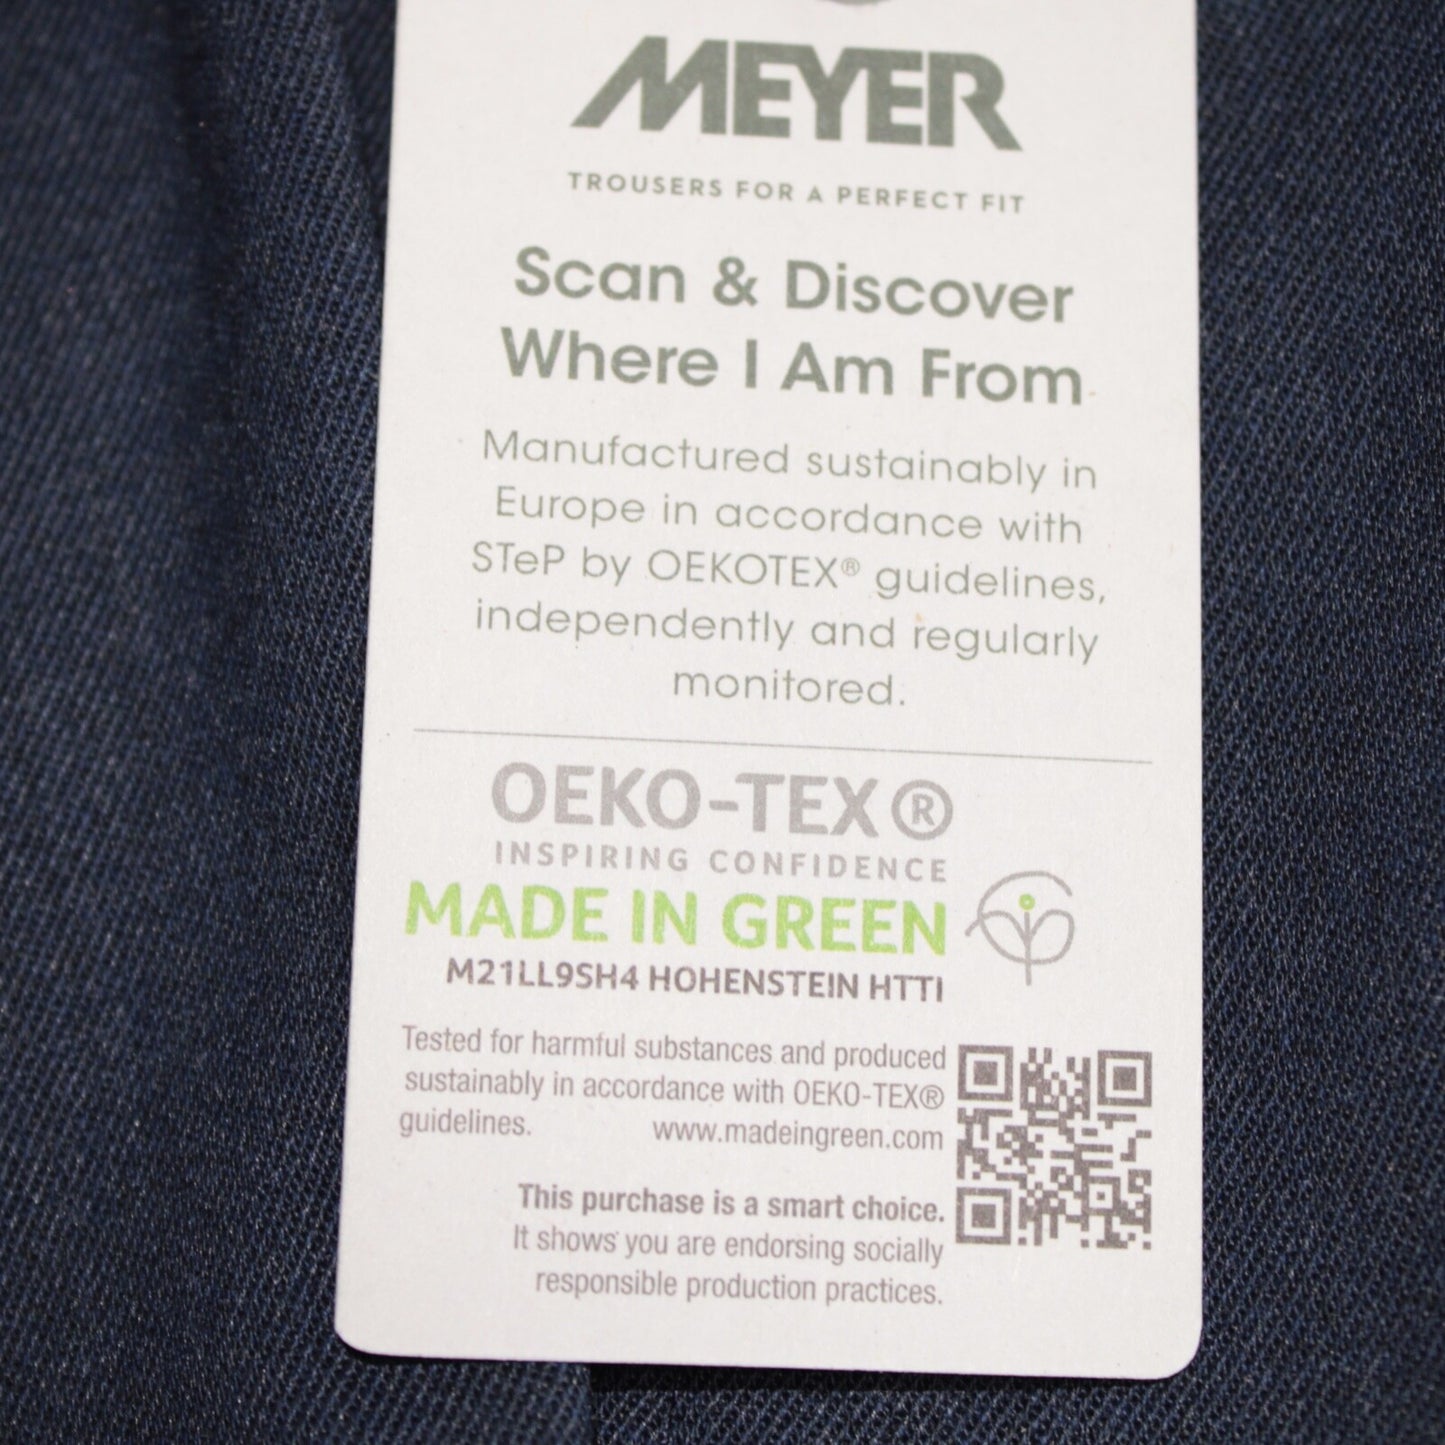 MEYER
TROUSERS FOR A PERFECT FIT
Scan & Discover
Where I Am From
Manufactured sustainably in
Europe in accordance with
STeP by OEKOTEX® guidelines,
independently and regularly
monitored.
OEKO-TEX®
INSPIRING CONFIDENCE
MADE IN GREEN
M21LL9SH4 HOHENSTEIN HTTI
Tested for harmful substances and produced
sustainably in accordance with OEKO-TEX®
guidelines. www.madeingreen.com
This purchase is a smart choice.
It shows you are endorsing socially
responsible production practices.